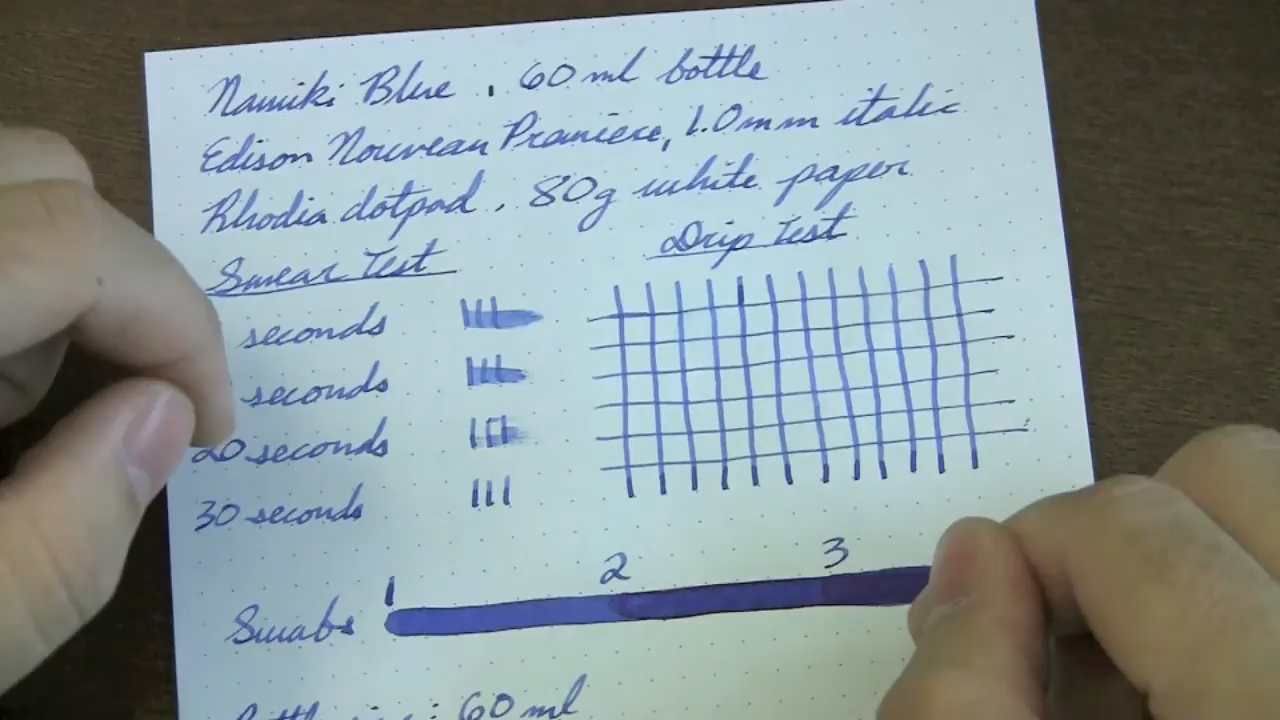 Namiki Blue, 60 ml bottle
Edison Nouveau Premiere, 1.0mm italic
Rhodia dotpad, 80g white paper
Smear Test
Drip Test
seconds
seconds
20 seconds
30 seconds
1 2 3
Swabs
: 60 ml